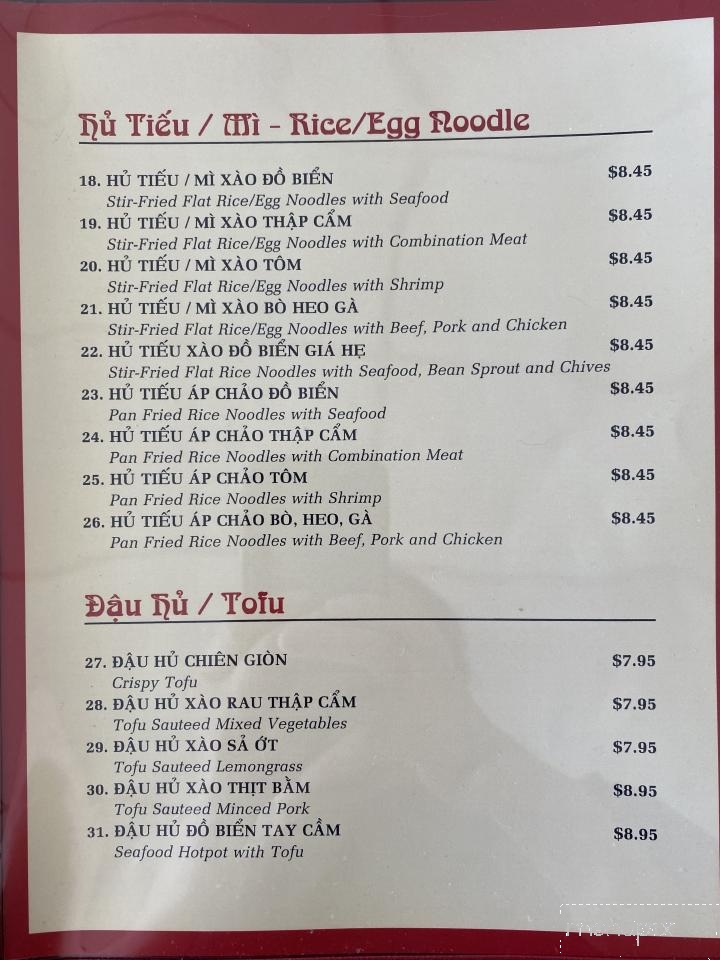 Hủ Tiếu / Mì - Rice/Egg Noodle
18. HỦ TIẾU / MÌ XÀO ĐỒ BIỂN $8.45
Stir-Fried Flat Rice/Egg Noodles with Seafood
19. HỦ TIẾU / MÌ XÀO THẬP CẨM $8.45
Stir-Fried Flat Rice/Egg Noodles with Combination Meat
20. HỦ TIẾU / MÌ XÀO TÔM $8.45
Stir-Fried Flat Rice/Egg Noodles with Shrimp
21. HỦ TIẾU / MÌ XÀO BÒ HEO GÀ $8.45
Stir-Fried Flat Rice/Egg Noodles with Beef, Pork and Chicken
22. HỦ TIẾU XÀO ĐỒ BIỂN GIÁ HẸ $8.45
Stir-Fried Flat Rice Noodles with Seafood, Bean Sprout and Chives
23. HỦ TIẾU ÁP CHẢO ĐỒ BIỂN $8.45
Pan Fried Rice Noodles with Seafood
24. HỦ TIẾU ÁP CHẢO THẬP CẨM $8.45
Pan Fried Rice Noodles with Combination Meat
25. HỦ TIẾU ÁP CHẢO TÔM $8.45
Pan Fried Rice Noodles with Shrimp
26. HỦ TIẾU ÁP CHẢO BÒ, HEO, GÀ $8.45
Pan Fried Rice Noodles with Beef, Pork and Chicken
Đậu Hủ / Tofu
27. ĐẬU HỦ CHIÊN GIÒN $7.95
Crispy Tofu
28. ĐẬU HỦ XÀO RAU THẬP CẨM $7.95
Tofu Sauteed Mixed Vegetables
29. ĐẬU HỦ XÀO SẢ ỚT $7.95
Tofu Sauteed Lemongrass
30. ĐẬU HỦ XÀO THỊT BẰM $8.95
Tofu Sauteed Minced Pork
31. ĐẬU HỦ ĐỒ BIỂN TAY CẦM $8.95
Seafood Hotpot with Tofu